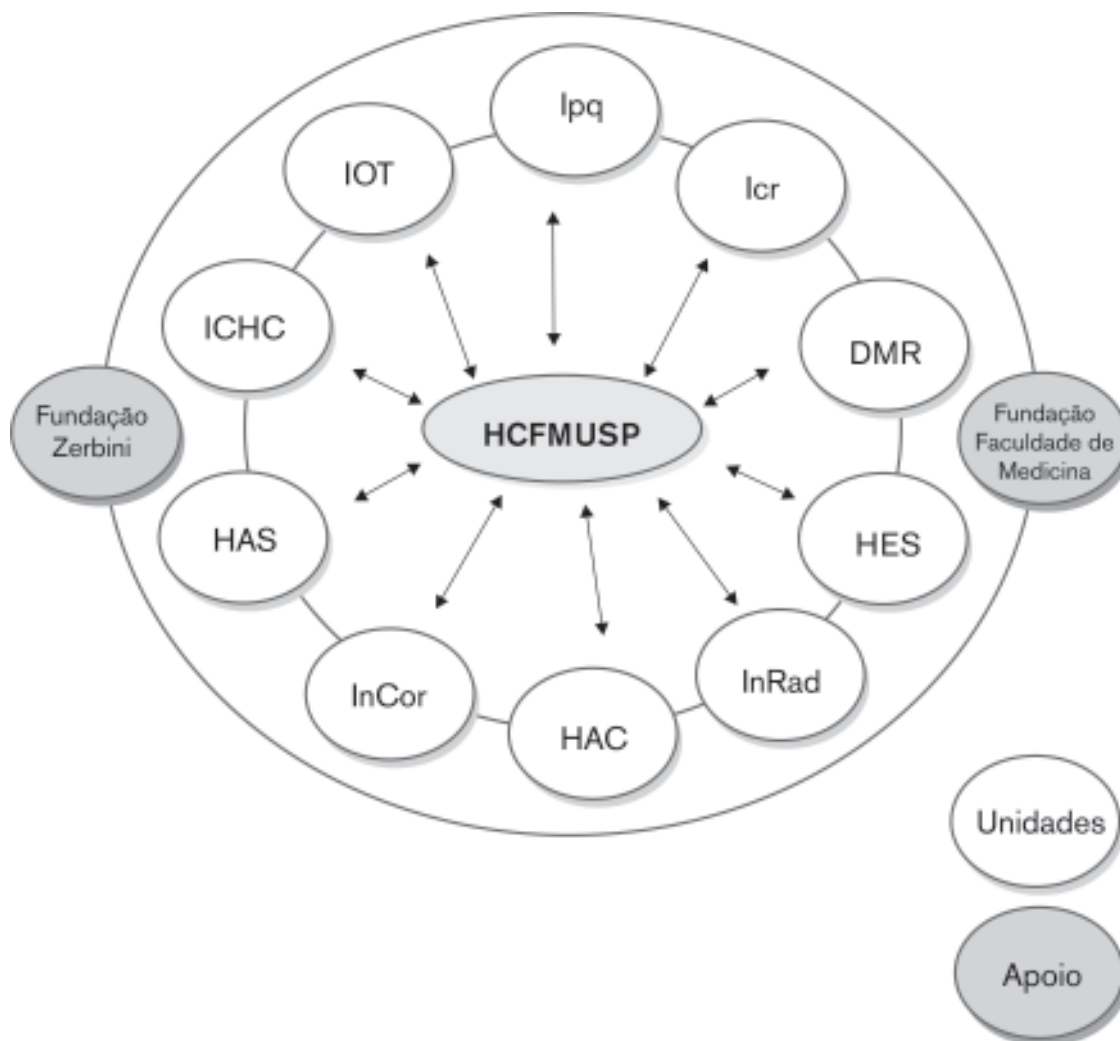 Ipq
IOT
Icr
ICHC
DMR
Fundação
Zerbini
HCFMUSP
Fundação
Faculdade de
Medicina
HAS
HES
InCor
InRad
HAC
Unidades
Apoio